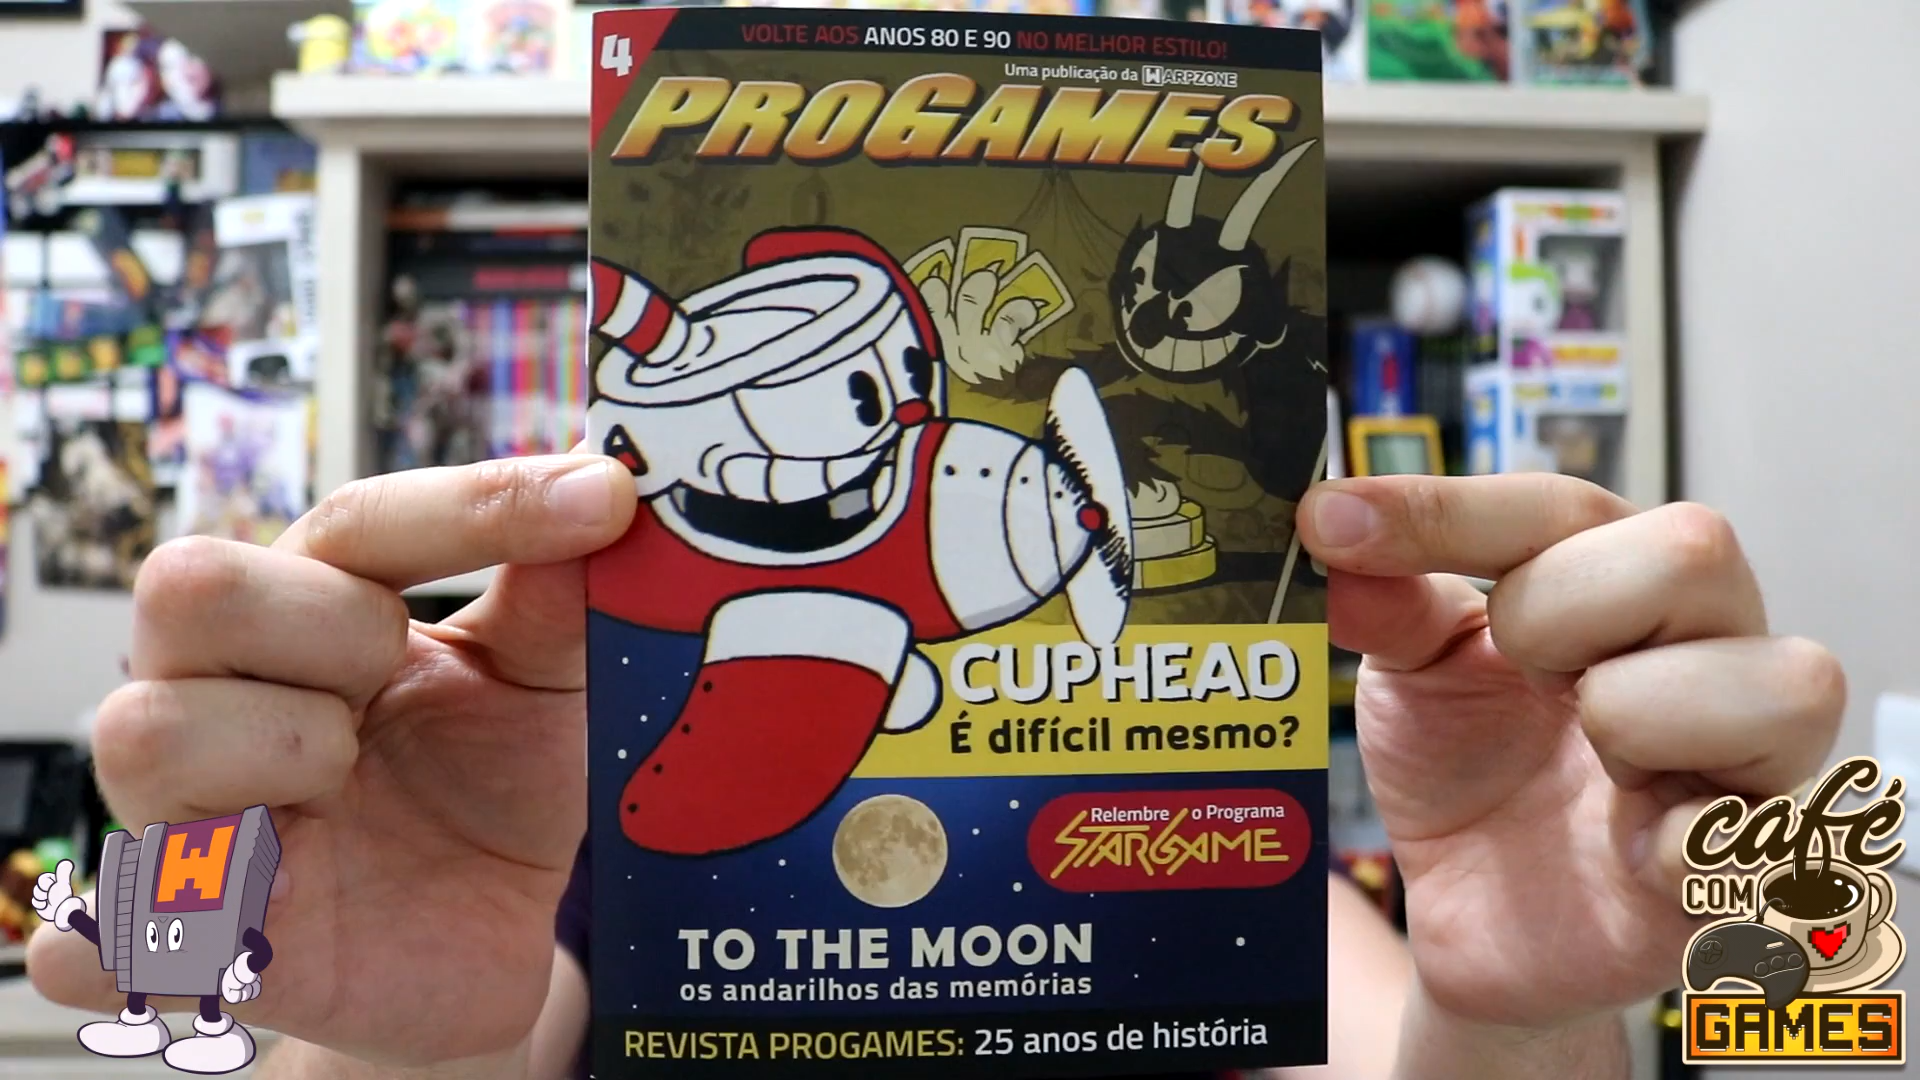 4
VOLTE AOS ANOS 80 E 90 NO MELHOR ESTILO!
Uma publicação da WARPZONE
PROGAMES
CUPHEAD
É difícil mesmo?
Relembre o Programa
STARGAME
TO THE MOON
os andarilhos das memórias
REVISTA PROGAMES: 25 anos de história
W
café
COM
GAMES